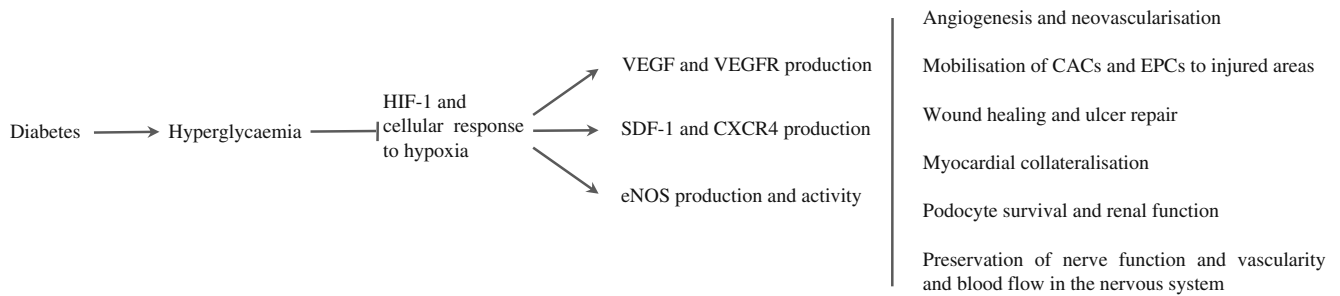 Diabetes
Hyperglycaemia
HIF-1 and
cellular response
to hypoxia
VEGF and VEGFR production
SDF-1 and CXCR4 production
eNOS production and activity
Angiogenesis and neovascularisation
Mobilisation of CACs and EPCs to injured areas
Wound healing and ulcer repair
Myocardial collateralisation
Podocyte survival and renal function
Preservation of nerve function and vascularity
and blood flow in the nervous system